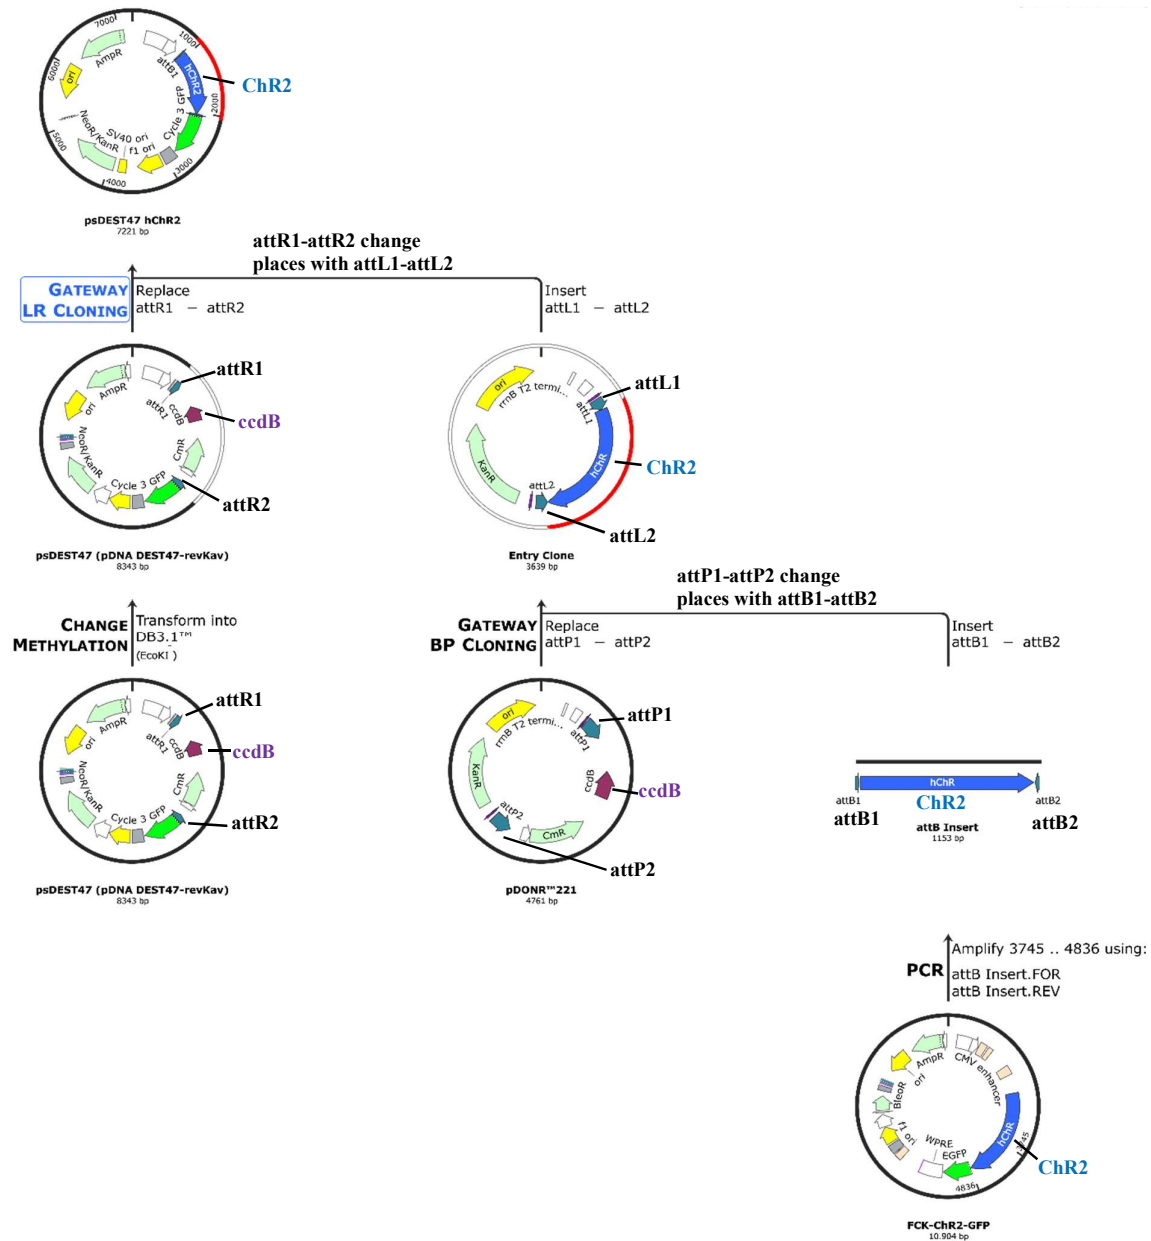 7000
1000
AmpR
attB1
6000
ori
hChR2
ChR2
Cycle 3 GFP
2000
NeoR/KanR
SV40 ori
f1 ori
5000
3000
4000
psDEST47 hChR2
7221 bp
attR1-attR2 change
places with attL1-attL2
GATEWAY
LR CLONING
Replace
attR1 – attR2
Insert
attL1 – attL2
AmpR
attR1
attR1
ori
ccdB
ccdB
NeoR/KanR
CmR
Cycle 3 GFP
attR2
psDEST47 (pDNA DEST47-revKav)
8343 bp
ori
rrnB T2 termi...
attL1
attL1
KanR
hChR
ChR2
attL2
attL2
Entry Clone
3639 bp
attP1-attP2 change
places with attB1-attB2
CHANGE
METHYLATION
Transform into
DB3.1™
(EcoKI )
GATEWAY
BP CLONING
Replace
attP1 – attP2
Insert
attB1 – attB2
AmpR
attR1
attR1
ori
ccdB
ccdB
NeoR/KanR
CmR
Cycle 3 GFP
attR2
psDEST47 (pDNA DEST47-revKav)
8343 bp
ori
rrnB T2 termi...
attP1
attP1
KanR
ccdB
ccdB
attP2
CmR
attP2
pDONR™221
4761 bp
hChR
attB1
ChR2
attB2
attB1
attB2
attB Insert
1153 bp
PCR
Amplify 3745 .. 4836 using:
attB Insert.FOR
attB Insert.REV
AmpR
CMV enhancer
ori
BleoR
f1 ori
hChR
3745
WPRE
EGFP
ChR2
4836
FCK-ChR2-GFP
10.904 bp